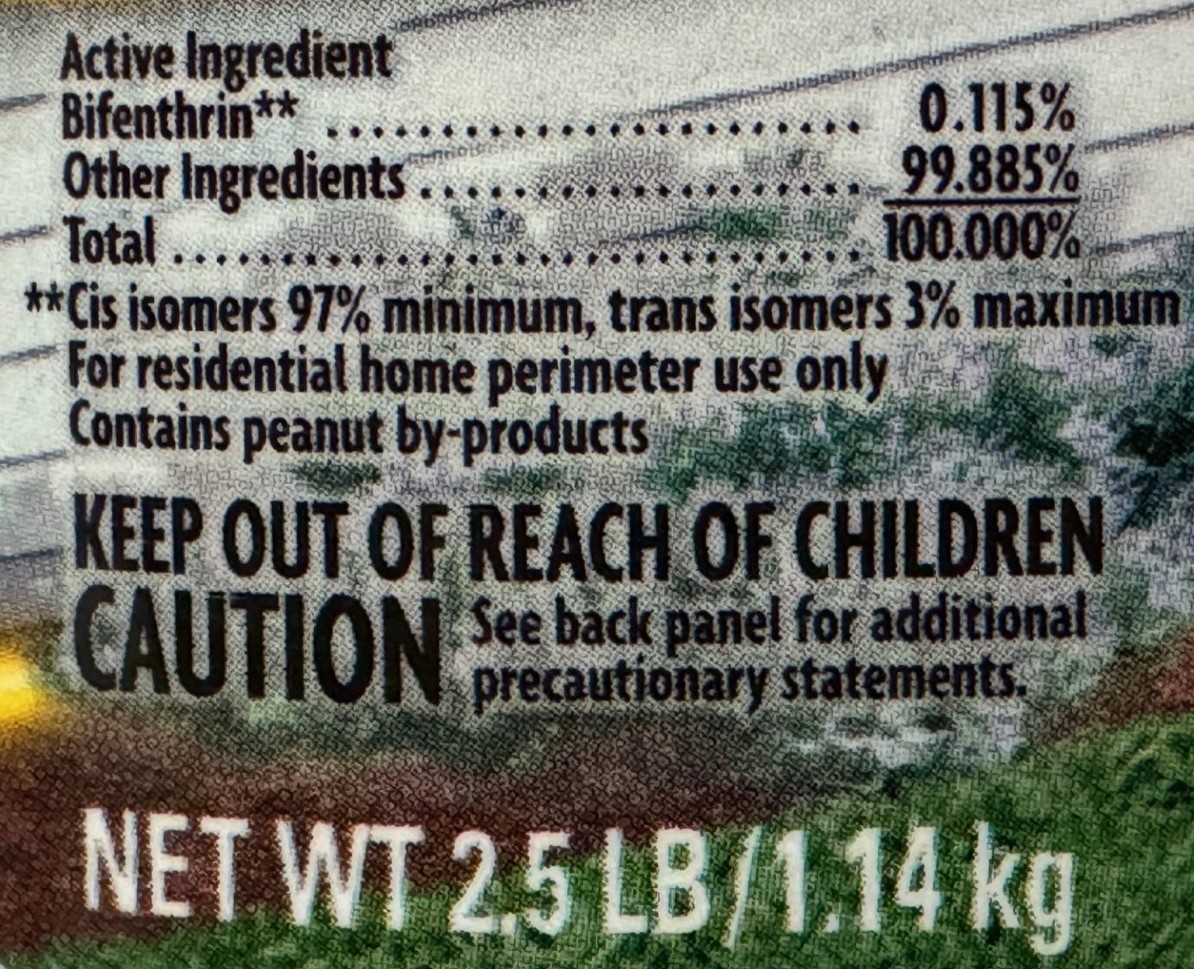 Active Ingredient
Bifenthrin** ........................ 0.115%
Other Ingredients .................. 99.885%
Total ............................... 100.000%
**Cis isomers 97% minimum, trans isomers 3% maximum
For residential home perimeter use only
Contains peanut by-products
KEEP OUT OF REACH OF CHILDREN
CAUTION See back panel for additional
precautionary statements.
NET WT 2.5 LB/1.14 kg